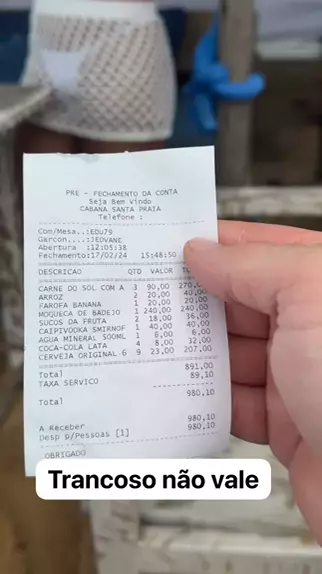 PRE - FECHAMENTO DA CONTA
Seja Bem Vindo
CABANA SANTA PRAIA
Telefone :
Com/Mesa..:EDU79
Garcon....:JEOVANE
Abertura :12:05:38
Fechamento:17/02/24 15:48:50
DESCRICAO QTD VALOR
CARNE DO SOL COM A 3 90,00 270,
ARROZ 2 20,00 40,00
FAROFA BANANA 1 20,00 20,00
MOQUECA DE BADEJO 1 240,00 240,00
SUCOS DA FRUTA 2 18,00 36,00
CAIPIVODKA SMIRNOF 1 40,00 40,00
AGUA MINERAL 500ML 1 6,00 6,00
COCA-COLA LATA 4 8,00 32,00
CERVEJA ORIGINAL 6 9 23,00 207,00
Total 891,00
TAXA SERVICO 89,10
Total 980,10
A Receber 980,10
Desp p/Pessoas [1] 980,10
OBRIGADO
Trancoso não vale